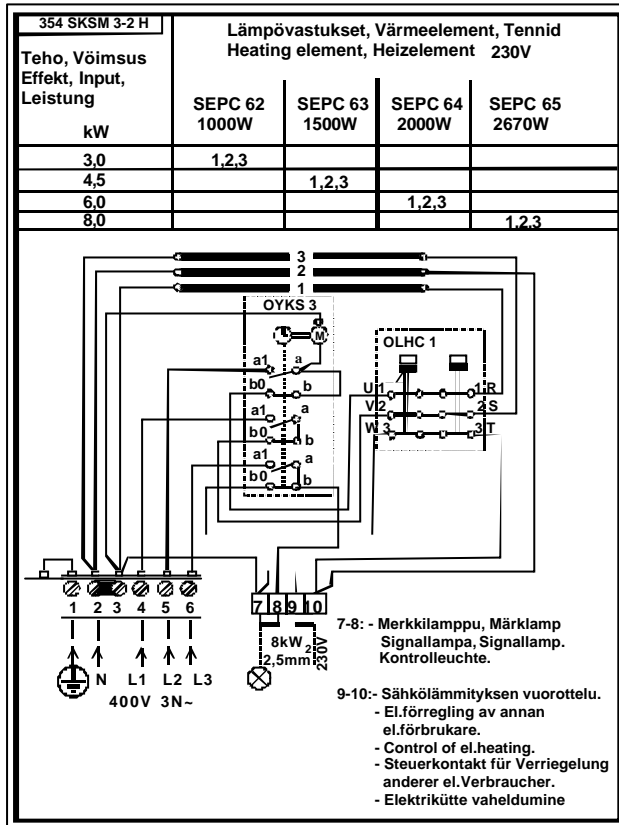 354 SKSM 3-2 H
Teho, Vöimsus
Effekt, Input,
Leistung
kW
Lämpövastukset, Värmeelement, Tennid
Heating element, Heizelement 230V
SEPC 62 SEPC 63 SEPC 64 SEPC 65
1000W 1500W 2000W 2670W
3,0 1,2,3
4,5 1,2,3
6,0 1,2,3
8,0 1,2,3
3
2
1
OYKS 3
M
OLHC 1
a1 a
b0 b
a1 a
b0 b
a1 a
b0 b
U 1 1 R
V 2 2 S
W 3 3 T
1 2 3 4 5 6
N L1 L2 L3
400V 3N~
7 8 9 10
8kW
2,5mm2
230V
7-8: - Merkkilamppu, Märklamp
Signallampa, Signallamp.
Kontrolleuchte.
9-10:- Sähkölämmityksen vuorottelu.
- El.förregling av annan
el.förbrukare.
- Control of el.heating.
- Steuerkontakt für Verriegelung
anderer el.Verbraucher.
- Elektrikütte vaheldumine